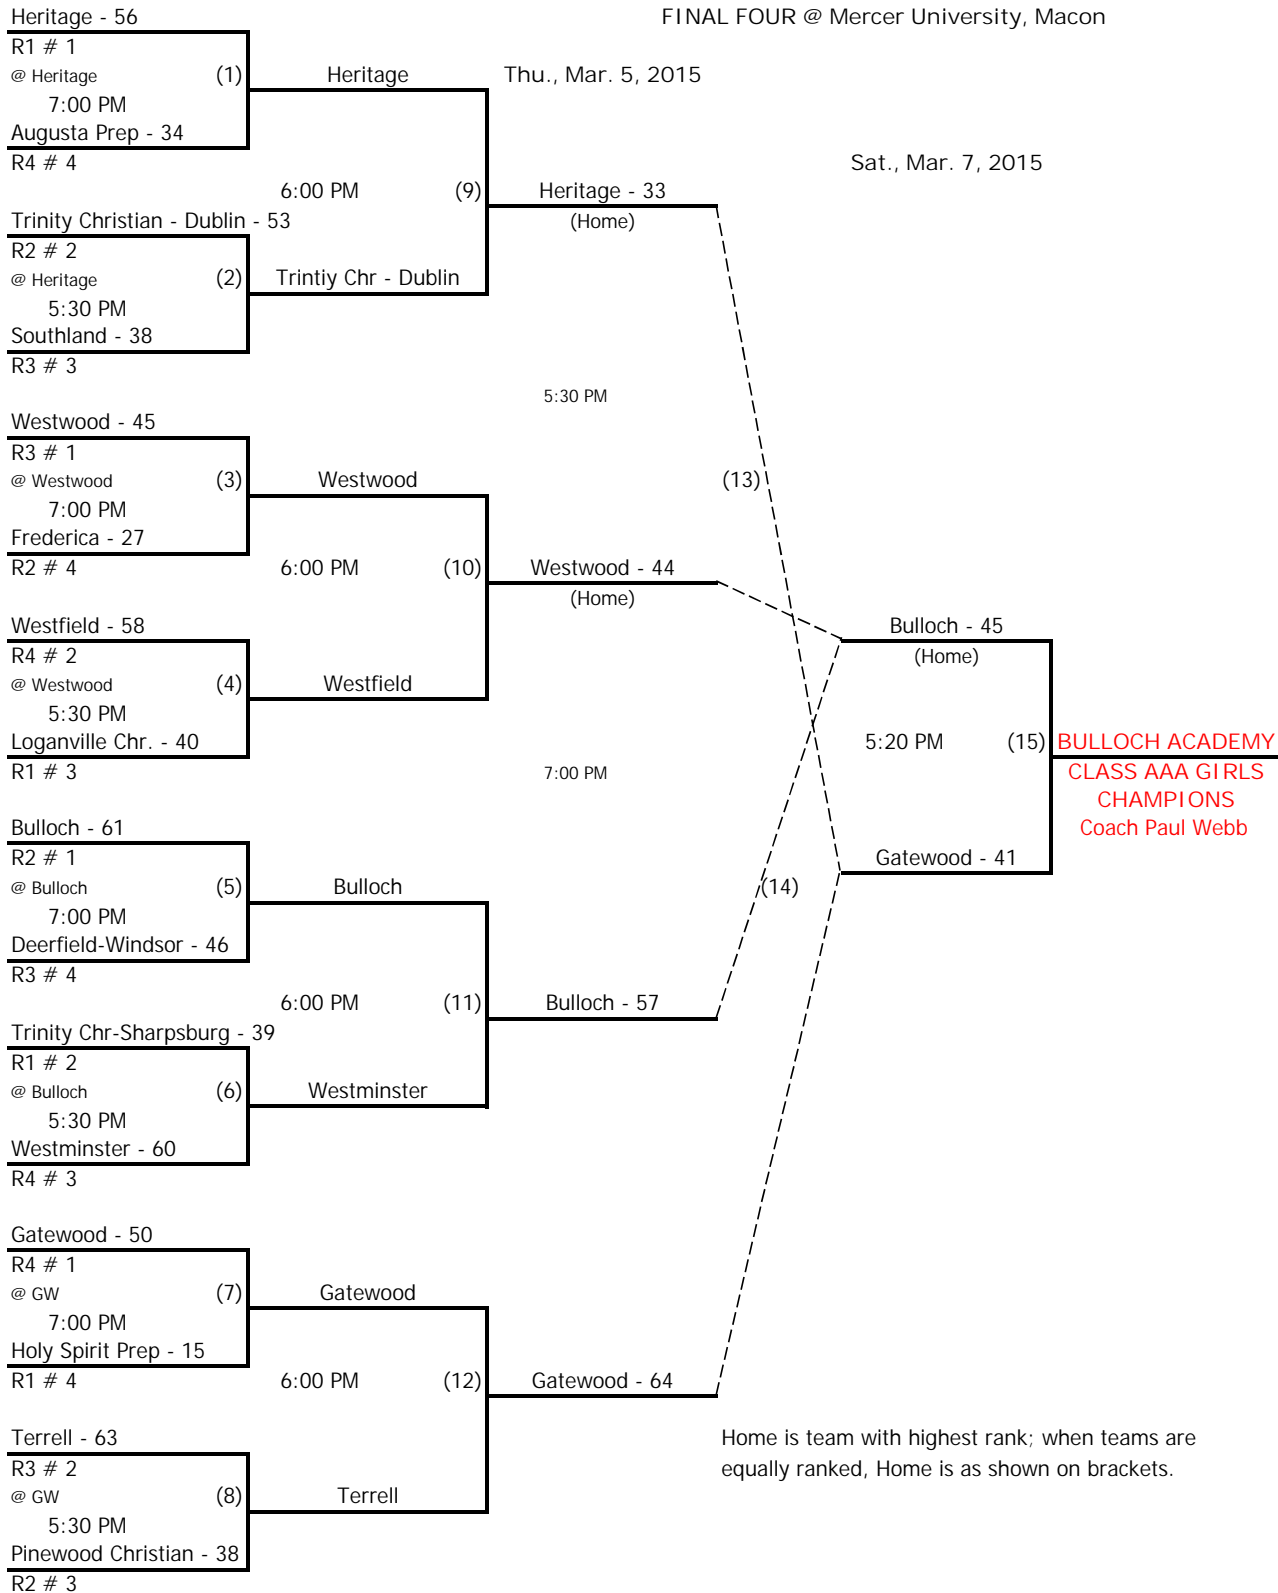 Heritage - 56
FINAL FOUR @ Mercer University, Macon
R1 # 1
@ Heritage
(1)
Heritage
Thu., Mar. 5, 2015
7:00 PM
Augusta Prep - 34
R4 # 4
Sat., Mar. 7, 2015
6:00 PM
(9)
Heritage - 33
(Home)
Trinity Christian - Dublin - 53
R2 # 2
@ Heritage
(2)
Trintiy Chr - Dublin
5:30 PM
Southland - 38
R3 # 3
5:30 PM
Westwood - 45
R3 # 1
@ Westwood
(3)
Westwood
(13)
7:00 PM
Frederica - 27
R2 # 4
6:00 PM
(10)
Westwood - 44
(Home)
Westfield - 58
Bulloch - 45
(Home)
R4 # 2
@ Westwood
(4)
Westfield
5:30 PM
Loganville Chr. - 40
5:20 PM
(15)
BULLOCH ACADEMY
R1 # 3
7:00 PM
CLASS AAA GIRLS
CHAMPIONS
Coach Paul Webb
Bulloch - 61
R2 # 1
Gatewood - 41
@ Bulloch
(5)
Bulloch
(14)
7:00 PM
Deerfield-Windsor - 46
R3 # 4
6:00 PM
(11)
Bulloch - 57
Trinity Chr-Sharpsburg - 39
R1 # 2
@ Bulloch
(6)
Westminster
5:30 PM
Westminster - 60
R4 # 3
Gatewood - 50
R4 # 1
@ GW
(7)
Gatewood
7:00 PM
Holy Spirit Prep - 15
R1 # 4
6:00 PM
(12)
Gatewood - 64
Terrell - 63
Home is team with highest rank; when teams are
equally ranked, Home is as shown on brackets.
R3 # 2
@ GW
(8)
Terrell
5:30 PM
Pinewood Christian - 38
R2 # 3